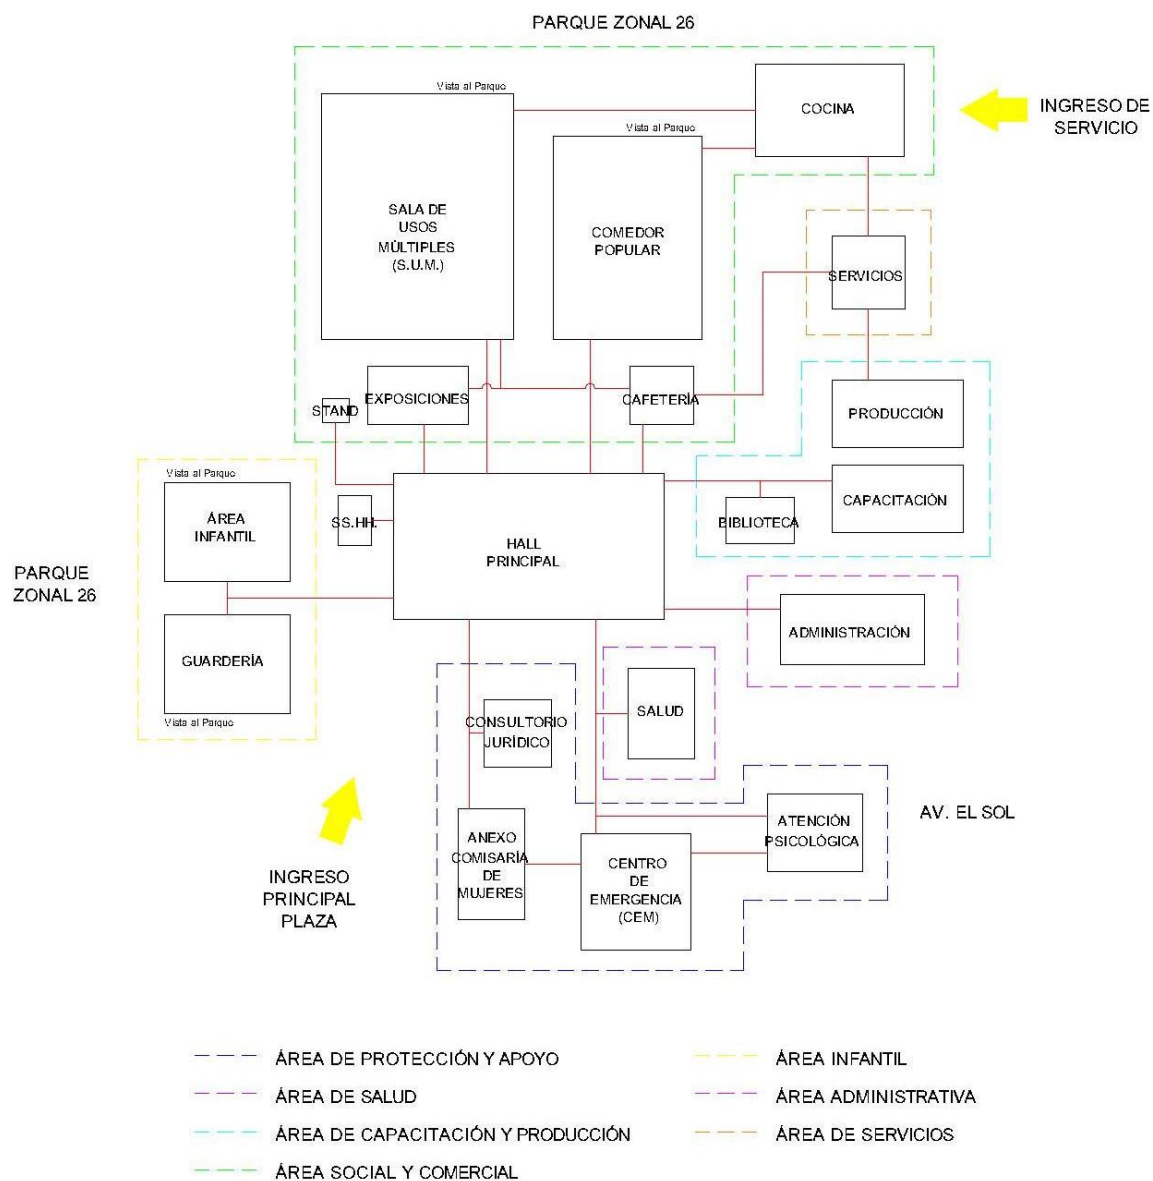 PARQUE ZONAL 26
Vista al Parque
COCINA
INGRESO DE
SERVICIO
Vista al Parque
SALA DE
USOS
MÚLTIPLES
(S.U.M.)
COMEDOR
POPULAR
SERVICIOS
EXPOSICIONES
CAFETERÍA
STAND
PRODUCCIÓN
Vista al Parque
ÁREA
INFANTIL
SS.HH.
HALL
PRINCIPAL
BIBLIOTECA
CAPACITACIÓN
PARQUE
ZONAL 26
GUARDERÍA
Vista al Parque
ADMINISTRACIÓN
CONSULTORIO
JURÍDICO
SALUD
INGRESO
PRINCIPAL
PLAZA
ANEXO
COMISARÍA
DE
MUJERES
CENTRO
DE
EMERGENCIA
(CEM)
ATENCIÓN
PSICOLÓGICA
AV. EL SOL
ÁREA DE PROTECCIÓN Y APOYO
ÁREA DE SALUD
ÁREA DE CAPACITACIÓN Y PRODUCCIÓN
ÁREA SOCIAL Y COMERCIAL
ÁREA INFANTIL
ÁREA ADMINISTRATIVA
ÁREA DE SERVICIOS